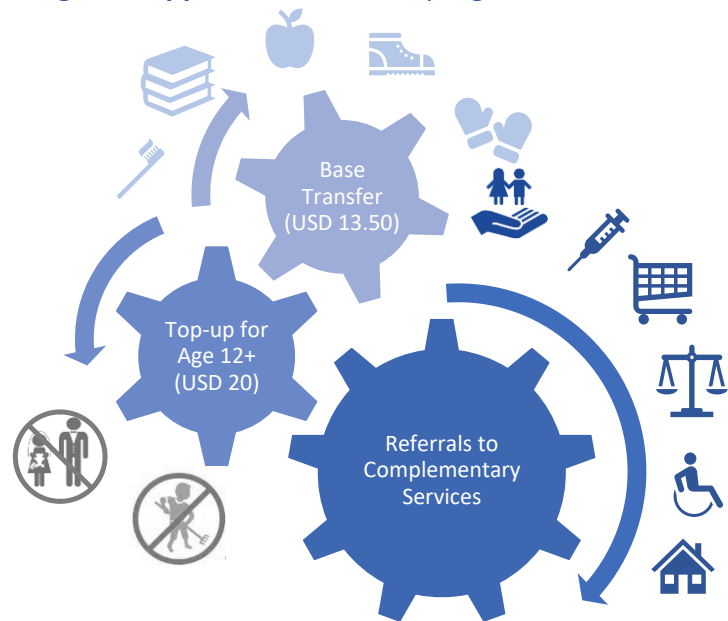 Base
Transfer
(USD 13.50)
Top-up for
Age 12+
(USD 20)
Referrals to
Complementary
Services